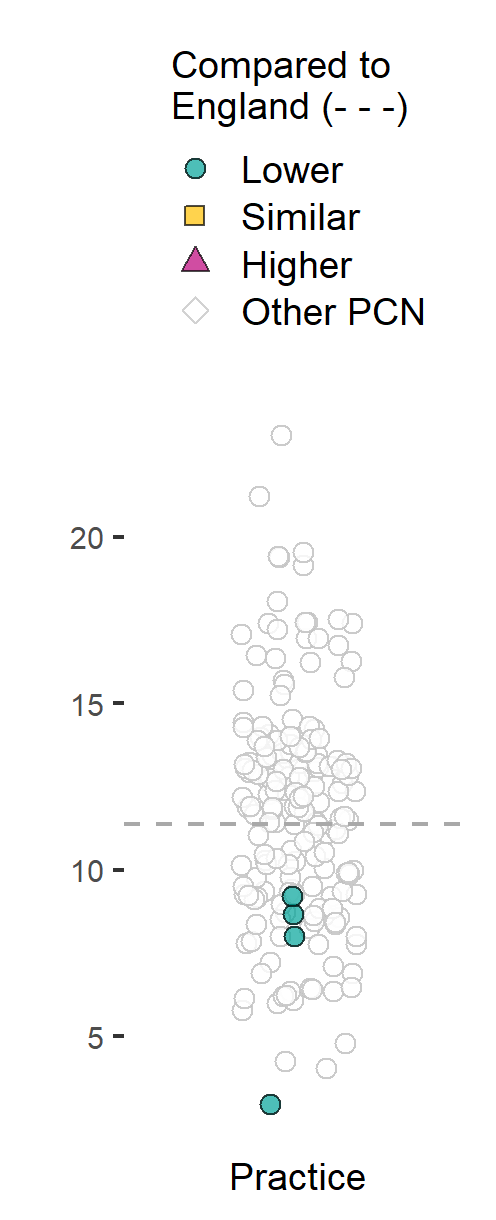 Compared to
England (- - -)
Lower
Similar
Higher
Other PCN
20
15
10
5
Practice